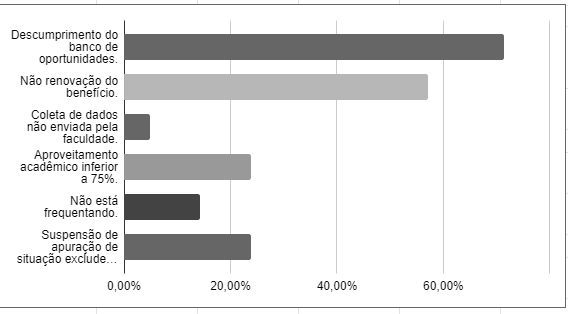 Descumprimento do
banco de
oportunidades.
Não renovação do
benefício.
Coleta de dados
não enviada pela
faculdade.
Aproveitamento
acadêmico inferior
a 75%.
Não está
frequentando.
Suspensão de
apuração de
situação exclude…
0,00%
20,00%
40,00%
60,00%